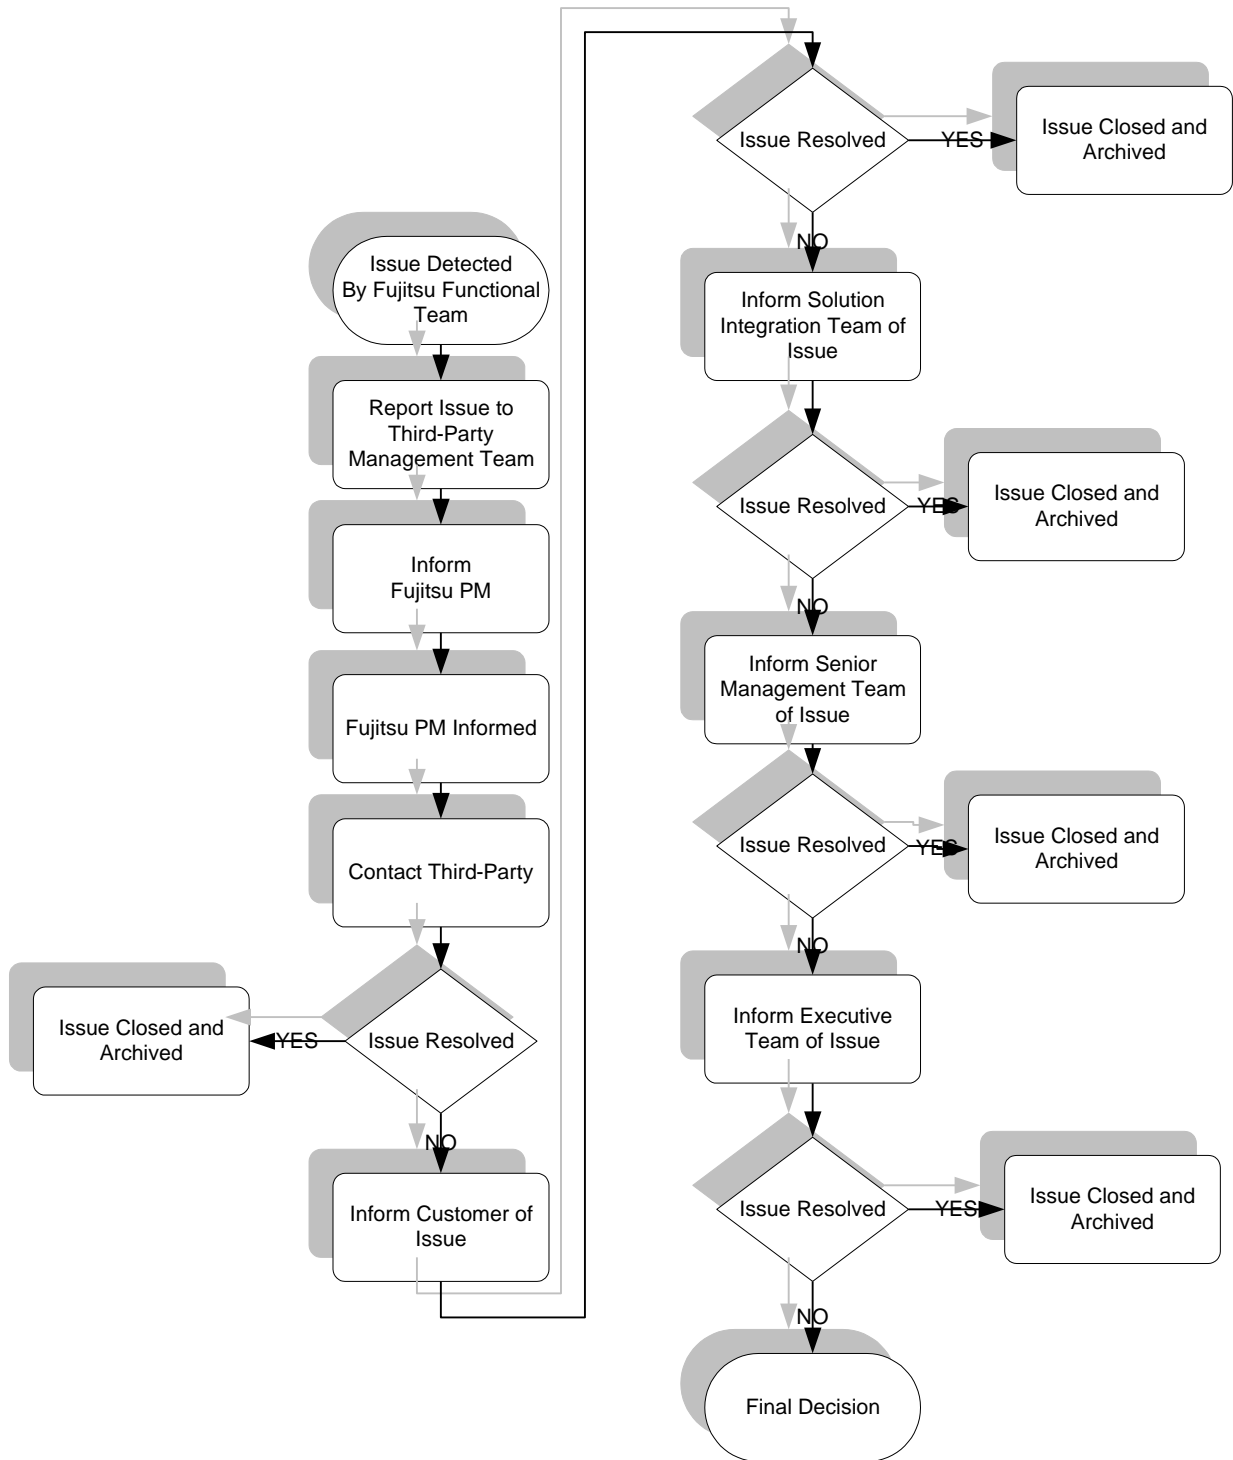 Issue Detected
By Fujitsu Functional
Team
Report Issue to
Third-Party
Management Team
Inform
Fujitsu PM
Fujitsu PM Informed
Contact Third-Party
Issue Resolved
YES
Issue Closed and
Archived
NO
Inform Customer of
Issue
Issue Resolved
YES
Issue Closed and
Archived
NO
Inform Solution
Integration Team of
Issue
Issue Resolved
YES
Issue Closed and
Archived
NO
Inform Senior
Management Team
of Issue
Issue Resolved
YES
Issue Closed and
Archived
NO
Inform Executive
Team of Issue
Issue Resolved
YES
Issue Closed and
Archived
NO
Final Decision